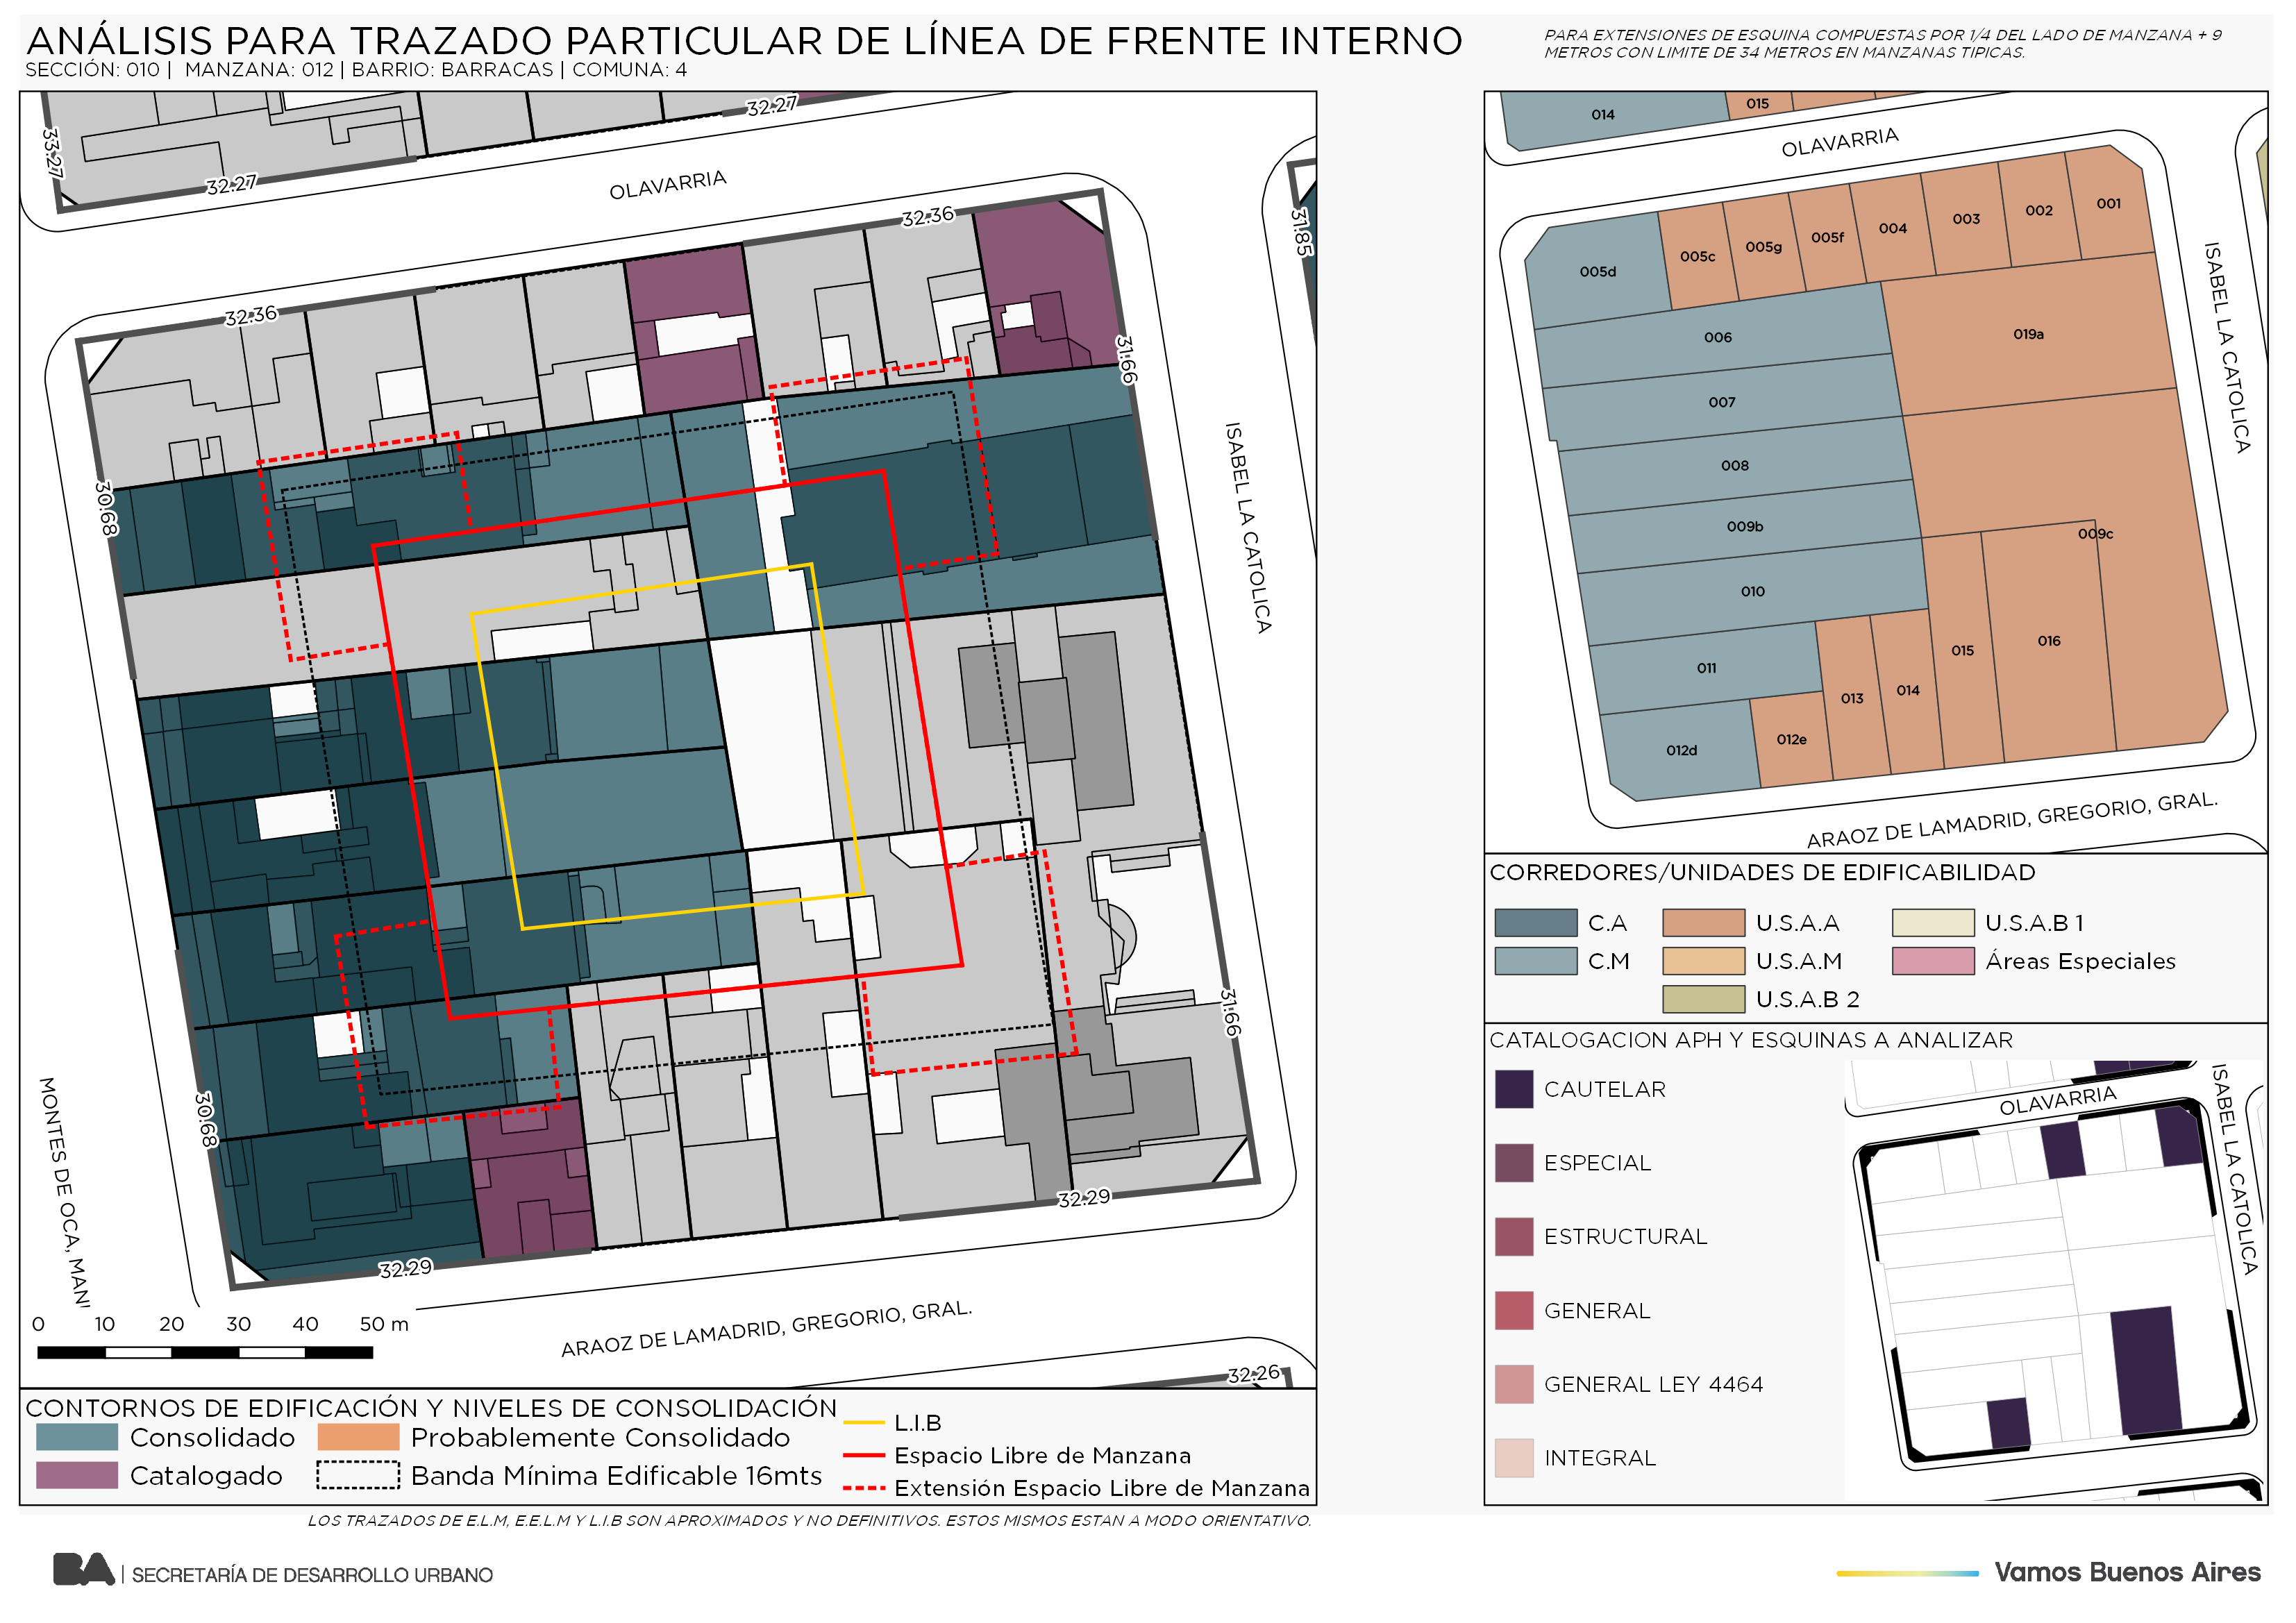 ANÁLISIS PARA TRAZADO PARTICULAR DE LÍNEA DE FRENTE INTERNO
SECCIÓN: 010 | MANZANA: 012 | BARRIO: BARRACAS | COMUNA: 4
PARA EXTENSIONES DE ESQUINA COMPUESTAS POR 1/4 DEL LADO DE MANZANA + 9
METROS CON LIMITE DE 34 METROS EN MANZANAS TIPICAS.
33.27
32.27
32.27
OLAVARRIA
31.85
32.36
32.36
31.66
30.68
ISABEL LA CATOLICA
31.66
30.68
MONTES DE OCA, MANI
32.29
32.29
ARAOZ DE LAMADRID, GREGORIO, GRAL.
32.26
0 10 20 30 40 50 m
CONTORNOS DE EDIFICACIÓN Y NIVELES DE CONSOLIDACIÓN
Consolidado
Probablemente Consolidado
Catalogado
Banda Mínima Edificable 16mts
L.I.B
Espacio Libre de Manzana
Extensión Espacio Libre de Manzana
LOS TRAZADOS DE E.L.M, E.E.L.M Y L.I.B SON APROXIMADOS Y NO DEFINITIVOS. ESTOS MISMOS ESTAN A MODO ORIENTATIVO.
014
015
OLAVARRIA
ISABEL LA CATOLICA
005d
005c
005g
005f
004
003
002
001
006
019a
007
008
009b
009c
010
011
012d
012e
013
014
015
016
ARAOZ DE LAMADRID, GREGORIO, GRAL.
CORREDORES/UNIDADES DE EDIFICABILIDAD
C.A
U.S.A.A
U.S.A.B 1
C.M
U.S.A.M
Áreas Especiales
U.S.A.B 2
CATALOGACION APH Y ESQUINAS A ANALIZAR
CAUTELAR
ESPECIAL
ESTRUCTURAL
GENERAL
GENERAL LEY 4464
INTEGRAL
OLAVARRIA
ISABEL LA CATOLICA
BA | SECRETARÍA DE DESARROLLO URBANO
Vamos Buenos Aires